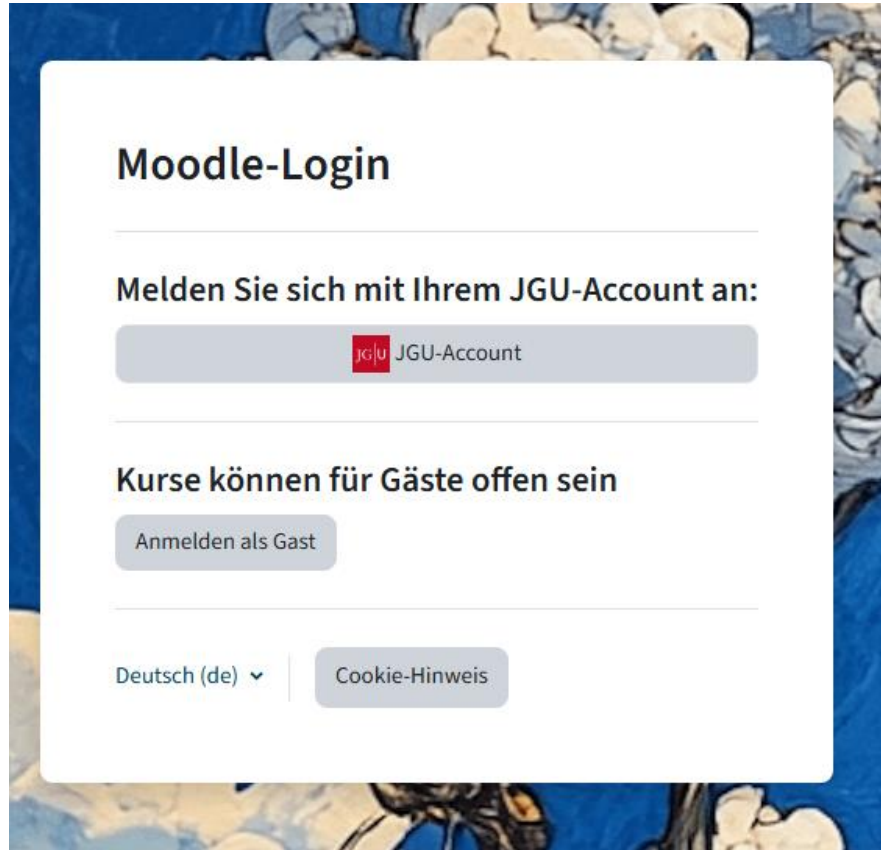 Moodle-Login
Melden Sie sich mit Ihrem JGU-Account an:
JG|U JGU-Account
Kurse können für Gäste offen sein
Anmelden als Gast
Deutsch (de)
Cookie-Hinweis